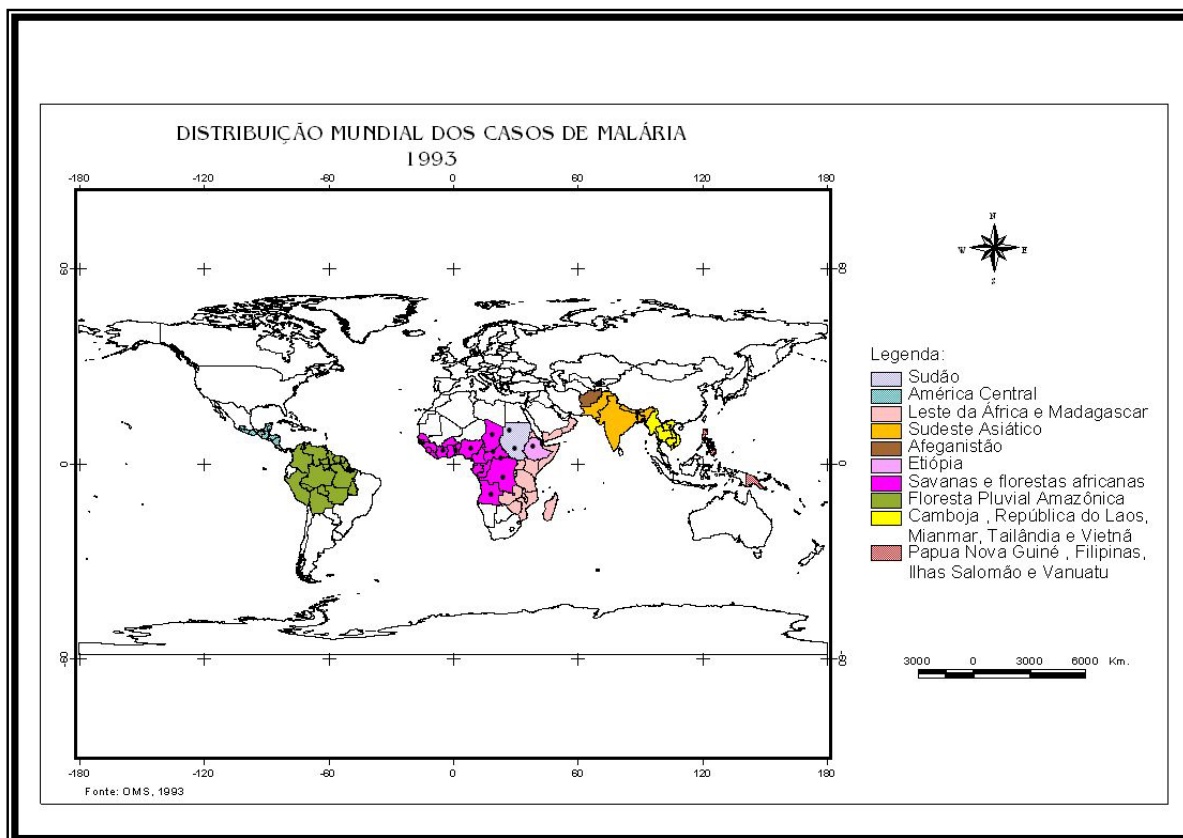 DISTRIBUIÇÃO MUNDIAL DOS CASOS DE MALÁRIA
1993
-180 -120 -60 0 60 120 180
60 60
0 0
-60 -60
-180 -120 -60 0 60 120 180
Fonte: OMS, 1993
N
W E
S
Legenda:
Sudão
América Central
Leste da África e Madagascar
Sudeste Asiático
Afeganistão
Etiópia
Savanas e florestas africanas
Floresta Pluvial Amazônica
Camboja , República do Laos,
Mianmar, Tailândia e Vietnã
Papua Nova Guiné , Filipinas,
Ilhas Salomão e Vanuatu
3000 0 3000 6000 Km.